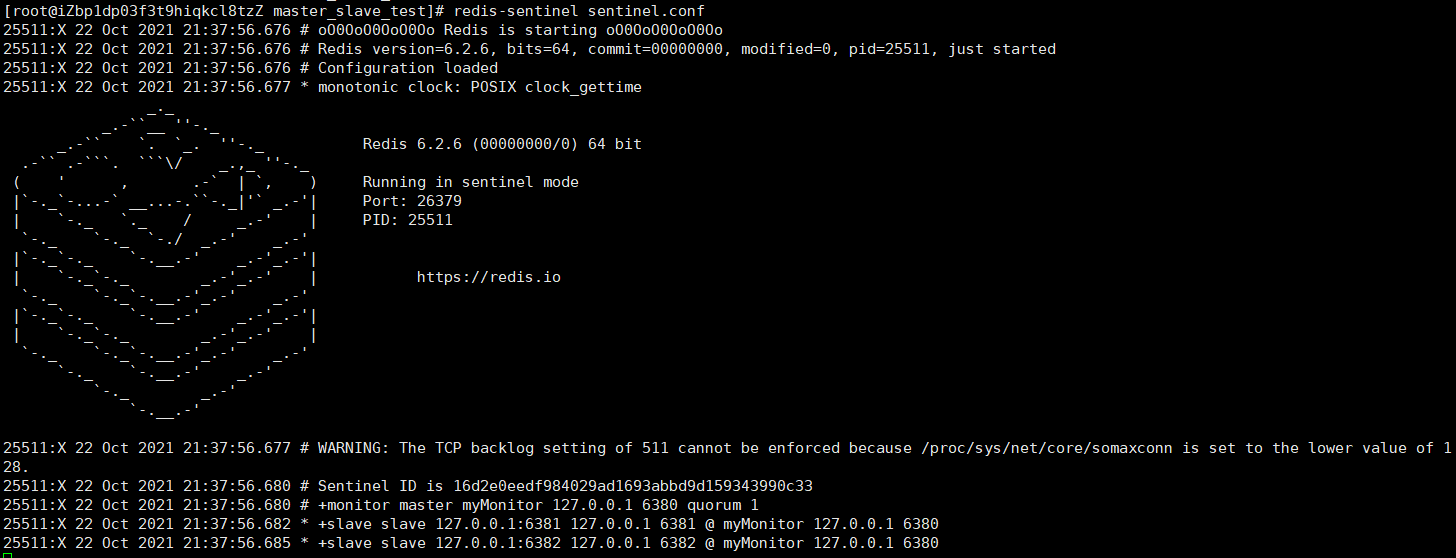 [root@iZbp1dp03f3t9hiqkcl8tzZ master_slave_test]# redis-sentinel sentinel.conf
25511:X 22 Oct 2021 21:37:56.676 # oO0OoO0OoO0Oo Redis is starting oO0OoO0OoO0Oo
25511:X 22 Oct 2021 21:37:56.676 # Redis version=6.2.6, bits=64, commit=00000000, modified=0, pid=25511, just started
25511:X 22 Oct 2021 21:37:56.676 # Configuration loaded
25511:X 22 Oct 2021 21:37:56.677 * monotonic clock: POSIX clock_gettime
Redis 6.2.6 (00000000/0) 64 bit
Running in sentinel mode
Port: 26379
PID: 25511
https://redis.io
25511:X 22 Oct 2021 21:37:56.677 # WARNING: The TCP backlog setting of 511 cannot be enforced because /proc/sys/net/core/somaxconn is set to the lower value of 1
28.
25511:X 22 Oct 2021 21:37:56.680 # Sentinel ID is 16d2e0eedf984029ad1693abbd9d159343990c33
25511:X 22 Oct 2021 21:37:56.680 # +monitor master myMonitor 127.0.0.1 6380 quorum 1
25511:X 22 Oct 2021 21:37:56.682 * +slave slave 127.0.0.1:6381 127.0.0.1 6381 @ myMonitor 127.0.0.1 6380
25511:X 22 Oct 2021 21:37:56.685 * +slave slave 127.0.0.1:6382 127.0.0.1 6382 @ myMonitor 127.0.0.1 6380